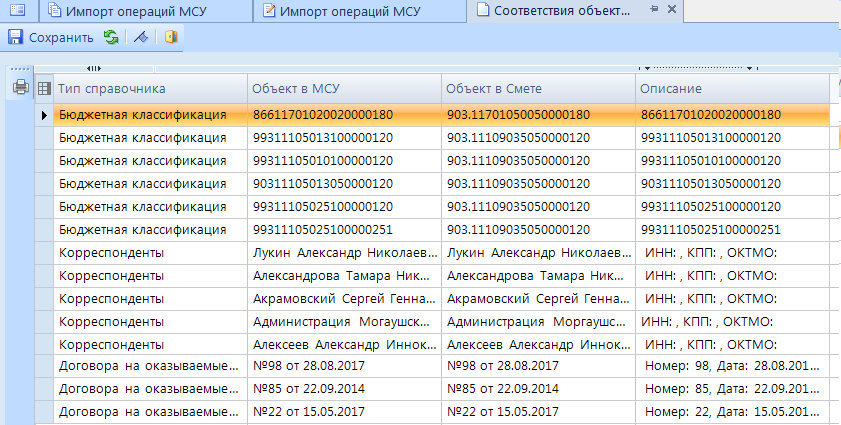 Импорт операций МСУ Импорт операций МСУ Соответствия объект...
Сохранить
Тип справочника Объект в МСУ Объект в Смете Описание
Бюджетная классификация 86611701020020000180 903.11701050050000180 86611701020020000180
Бюджетная классификация 99311105013100000120 903.11109035050000120 99311105013100000120
Бюджетная классификация 99311105010100000120 903.11109035050000120 99311105010100000120
Бюджетная классификация 90311105013050000120 903.11109035050000120 90311105013050000120
Бюджетная классификация 99311105025100000120 903.11109035050000120 99311105025100000120
Бюджетная классификация 99311105025100000251 903.11109035050000120 99311105025100000251
Корреспонденты Лукин Александр Николаев... Лукин Александр Николаев... ИНН: , КПП: , ОКТМО:
Корреспонденты Александрова Тамара Ник... Александрова Тамара Ник... ИНН: , КПП: , ОКТМО:
Корреспонденты Акрамовский Сергей Генна... Акрамовский Сергей Генна... ИНН: , КПП: , ОКТМО:
Корреспонденты Администрация Могаушск... Администрация Моргаушс... ИНН: , КПП: , ОКТМО:
Корреспонденты Алексеев Александр Иннок... Алексеев Александр Иннок... ИНН: , КПП: , ОКТМО:
Договора на оказываемые... №98 от 28.08.2017 №98 от 28.08.2017 Номер: 98, Дата: 28.08.201...
Договора на оказываемые... №85 от 22.09.2014 №85 от 22.09.2014 Номер: 85, Дата: 22.09.201...
Договора на оказываемые... №22 от 15.05.2017 №22 от 15.05.2017 Номер: 22, Дата: 15.05.201...